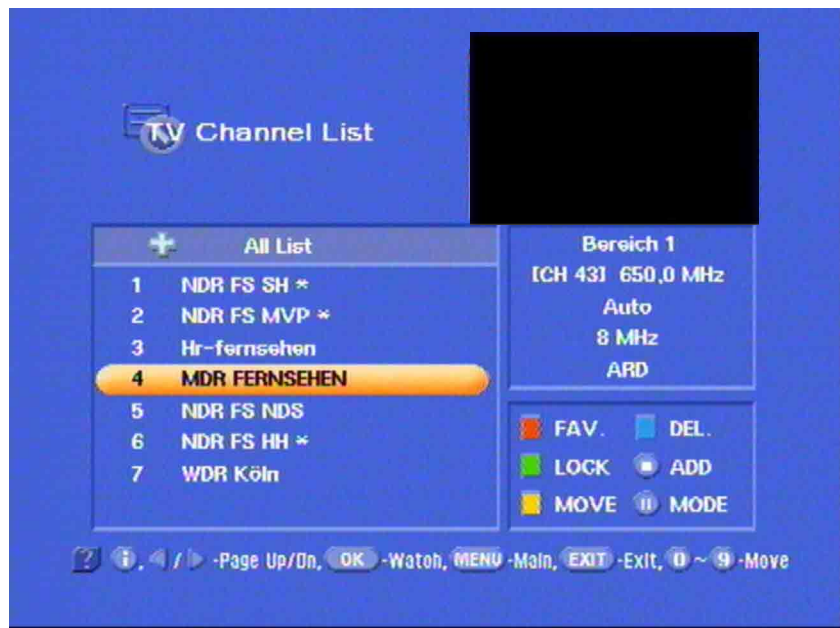 TV Channel List
All List
1 NDR FS SH *
2 NDR FS MVP *
3 Hr-fernsehen
4 MDR FERNSEHEN
5 NDR FS NDS
6 NDR FS HH *
7 WDR Köln
Bereich 1
[CH 43] 650,0 MHz
Auto
8 MHz
ARD
FAV. DEL.
LOCK ADD
MOVE MODE
? i, ◀ / ▶ -Page Up/Dn, OK -Watch, MENU -Main, EXIT -Exit, 0 ~ 9 -Move